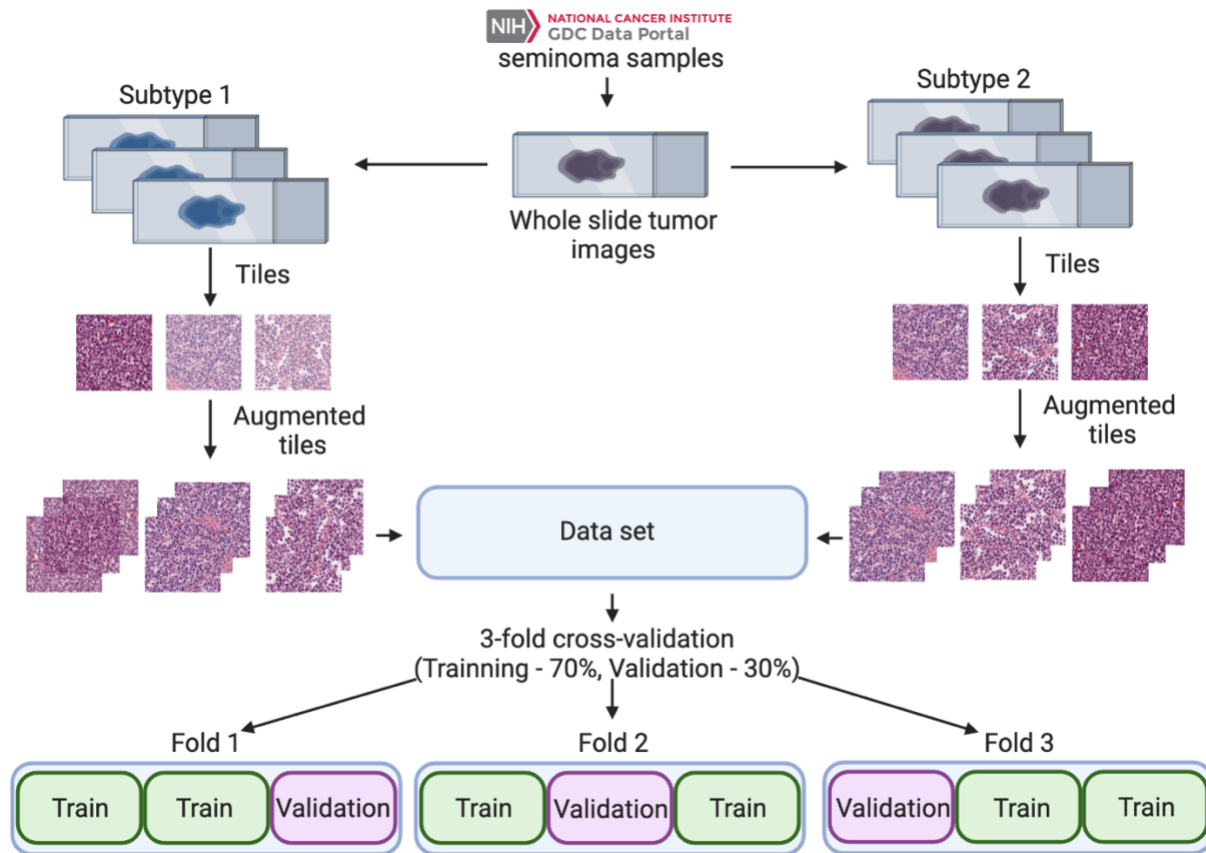 NIH NATIONAL CANCER INSTITUTE
GDC Data Portal
seminoma samples
Subtype 1
Subtype 2
Whole slide tumor
images
Tiles
Tiles
Augmented
tiles
Augmented
tiles
Data set
3-fold cross-validation
(Trainning - 70%, Validation - 30%)
Fold 1
Fold 2
Fold 3
Train Train Validation
Train Validation Train
Validation Train Train